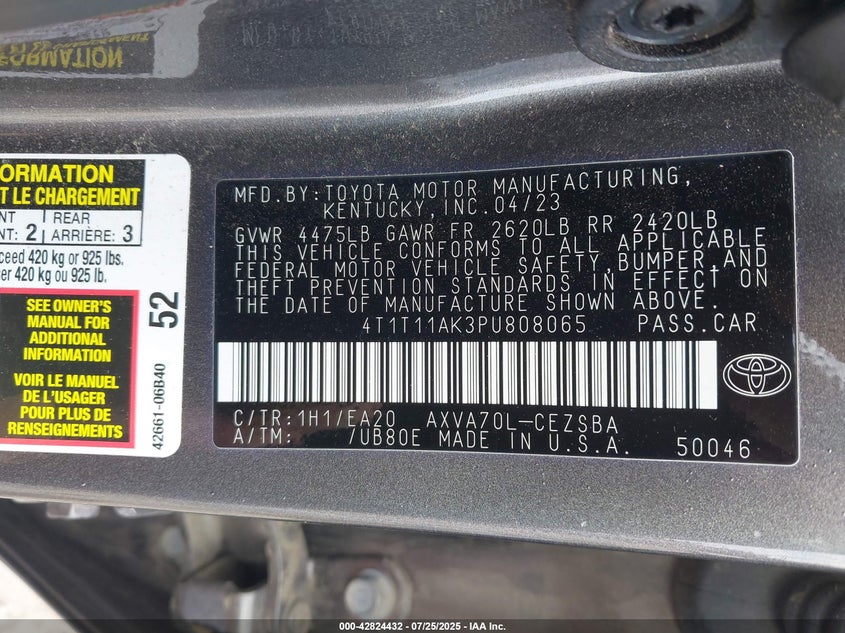 ORMATION
T LE CHARGEMENT
NT REAR
NT: 2 ARRIÈRE: 3
ceed 420 kg or 925 lbs.
ser 420 kg ou 925 lb.
SEE OWNER'S
MANUAL FOR
ADDITIONAL
INFORMATION
VOIR LE MANUEL
DE L'USAGER
POUR PLUS DE
RENSEIGNEMENTS
52
42661-06B40
MFD.BY:TOYOTA MOTOR MANUFACTURING,
KENTUCKY,INC.04/23
GVWR 4475LB GAWR FR 2620LB RR 2420LB
THIS VEHICLE CONFORMS TO ALL APPLICABLE
FEDERAL MOTOR VEHICLE SAFETY,BUMPER,AND
THEFT PREVENTION STANDARDS IN EFFECT ON
THE DATE OF MANUFACTURE SHOWN ABOVE.
4T1T11AK3PU808065 PASS.CAR
C/TR:1H1/EA20 AXVA70L-CEZSBA
A/TM: /UB80E MADE IN U.S.A. 50046
000-42824432 - 07/25/2025 - IAA Inc.